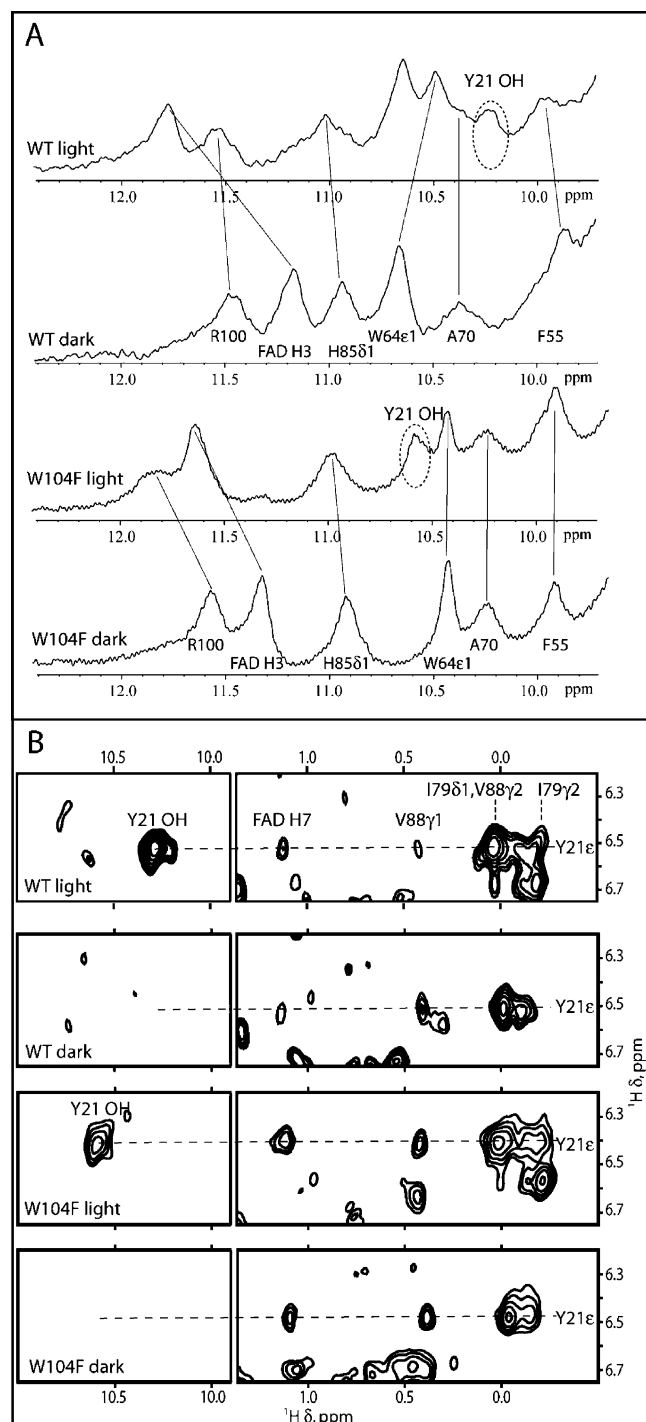 A
Y21 OH
WT light
12.0 11.5 11.0 10.5 10.0 ppm
WT dark
R100 FAD H3 H85δ1 W64ε1 A70 F55
12.0 11.5 11.0 10.5 10.0 ppm
Y21 OH
W104F light
12.0 11.5 11.0 10.5 10.0 ppm
W104F dark
R100 FAD H3 H85δ1 W64ε1 A70 F55
12.0 11.5 11.0 10.5 10.0 ppm
B
10.5 10.0 1.0 0.5 0.0
Y21 OH FAD H7 V88γ1 I79δ1,V88γ2 I79γ2
6.3
6.5
Y21ε
6.7
WT light
6.3
6.5
Y21ε
6.7
WT dark
Y21 OH
6.3
Y21ε
6.5
6.7
W104F light
6.3
6.5
Y21ε
6.7
W104F dark
10.5 10.0 1.0 0.5 0.0
¹H δ, ppm
¹H δ, ppm